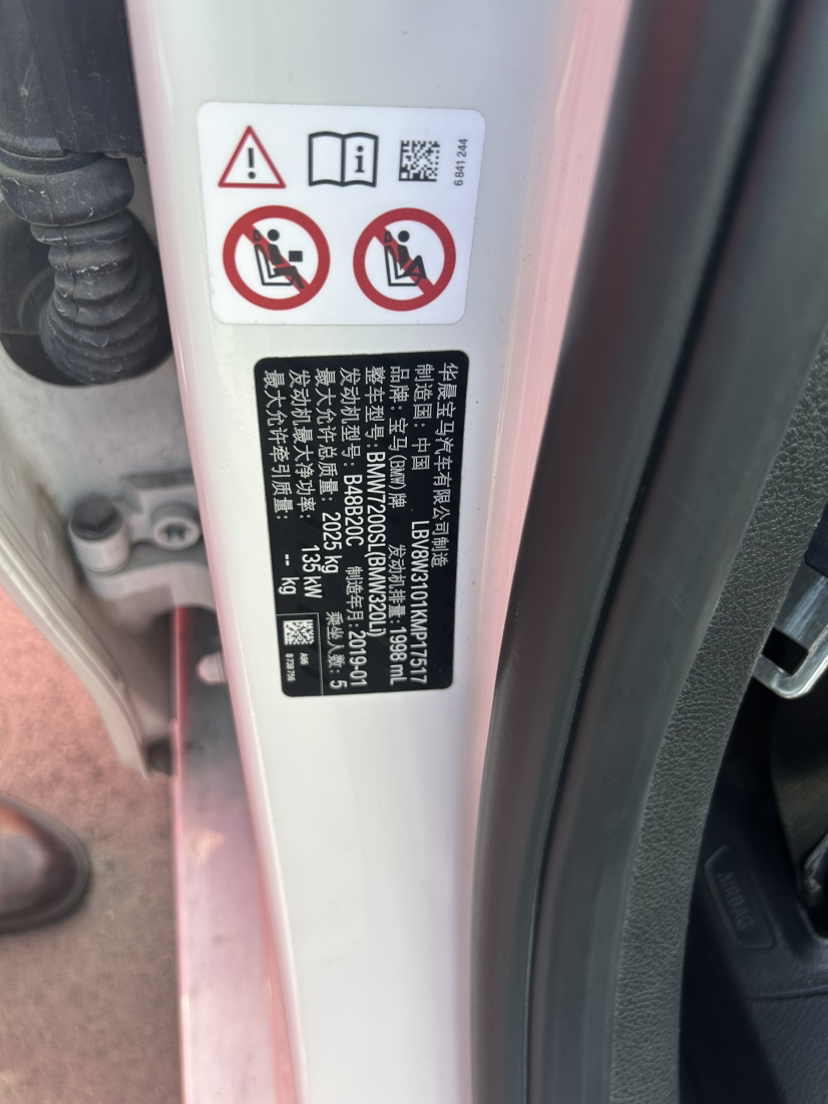 6 841 244
华晨宝马汽车有限公司制造
制造国：中国 LBV8W3101KMP17517
品牌：宝马(BMW)牌 发动机排量：1998 mL
整车型号：BMW7200SL(BMW320Li)
发动机型号：B48B20C 制造年月：2019-01
最大允许总质量：2025 kg 乘坐人数：5
发动机最大净功率：135 kW
最大允许牵引质量：-- kg
A96
8 738 756
AIRBAG